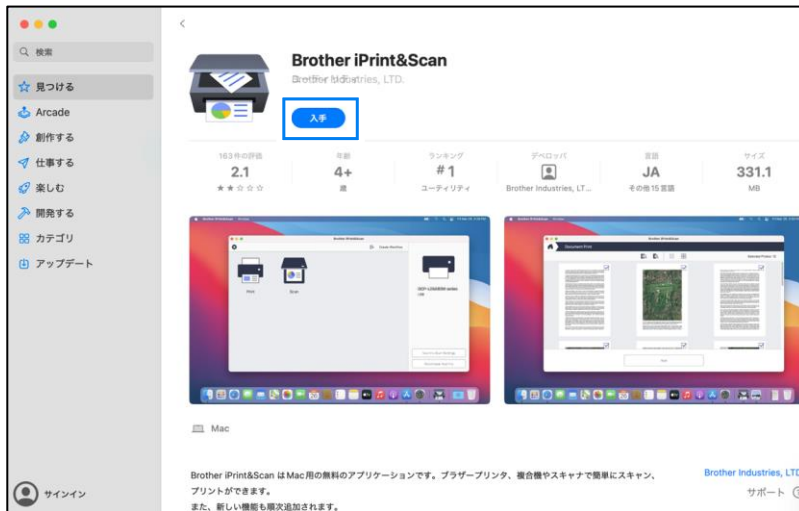 検索
見つける
Arcade
創作する
仕事する
楽しむ
開発する
カテゴリ
アップデート
サインイン
Brother iPrint&Scan
入手
163件の評価
2.1
★★☆☆☆
年齢
4+
歳
ランキング
#1
ユーティリティ
デベロッパ
Brother Industries, LT...
言語
JA
その他15言語
サイズ
331.1
MB
Print
Scan
Document Print
Mac
Brother iPrint&Scan はMac用の無料のアプリケーションです。ブラザープリンタ、複合機やスキャナで簡単にスキャン、
プリントができます。
また、新しい機能も順次追加されます。
Brother Industries, LTD
サポート